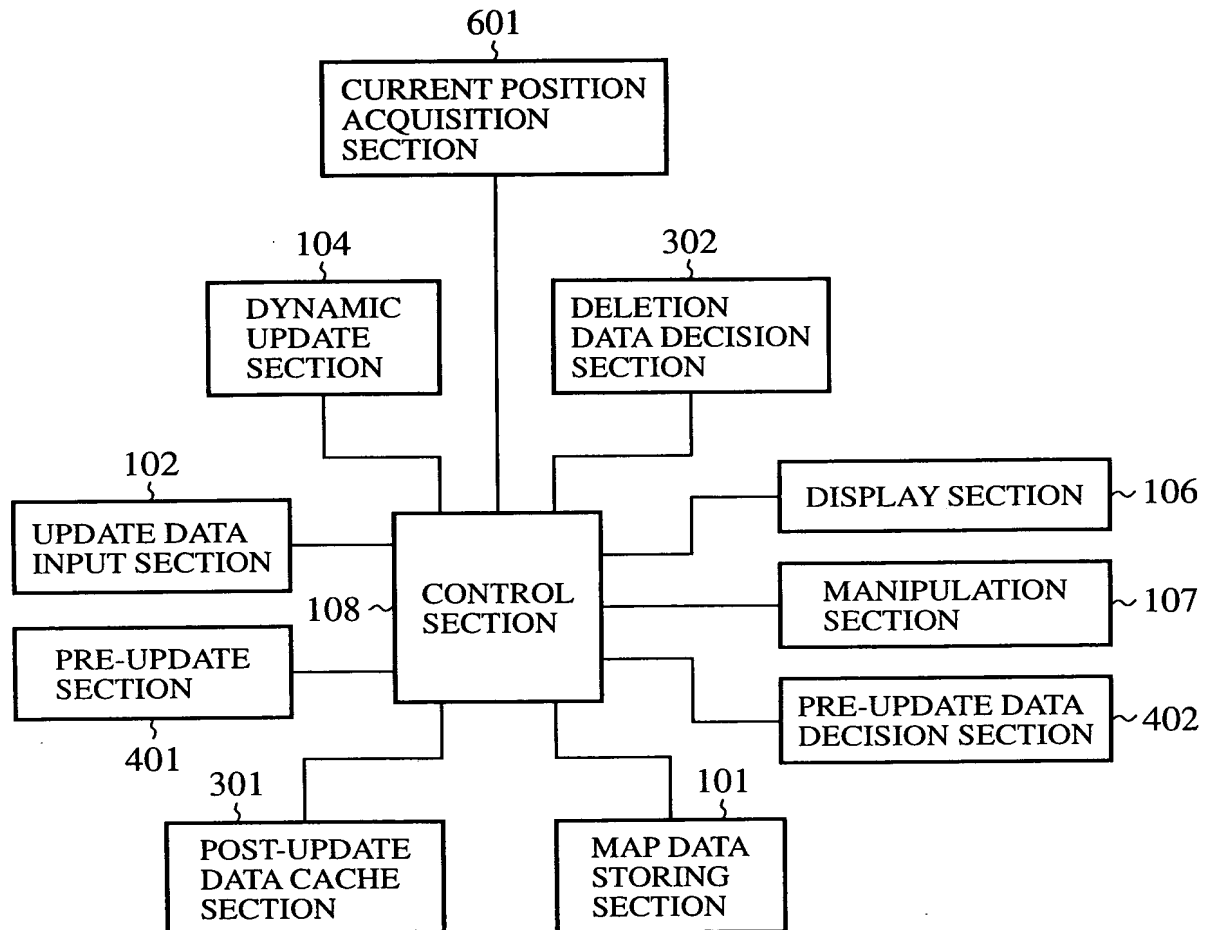 601
CURRENT POSITION
ACQUISITION
SECTION
104
DYNAMIC
UPDATE
SECTION
302
DELETION
DATA DECISION
SECTION
102
UPDATE DATA
INPUT SECTION
DISPLAY SECTION
106
108
CONTROL
SECTION
MANIPULATION
SECTION
107
PRE-UPDATE
SECTION
401
PRE-UPDATE DATA
DECISION SECTION
402
301
POST-UPDATE
DATA CACHE
SECTION
101
MAP DATA
STORING
SECTION